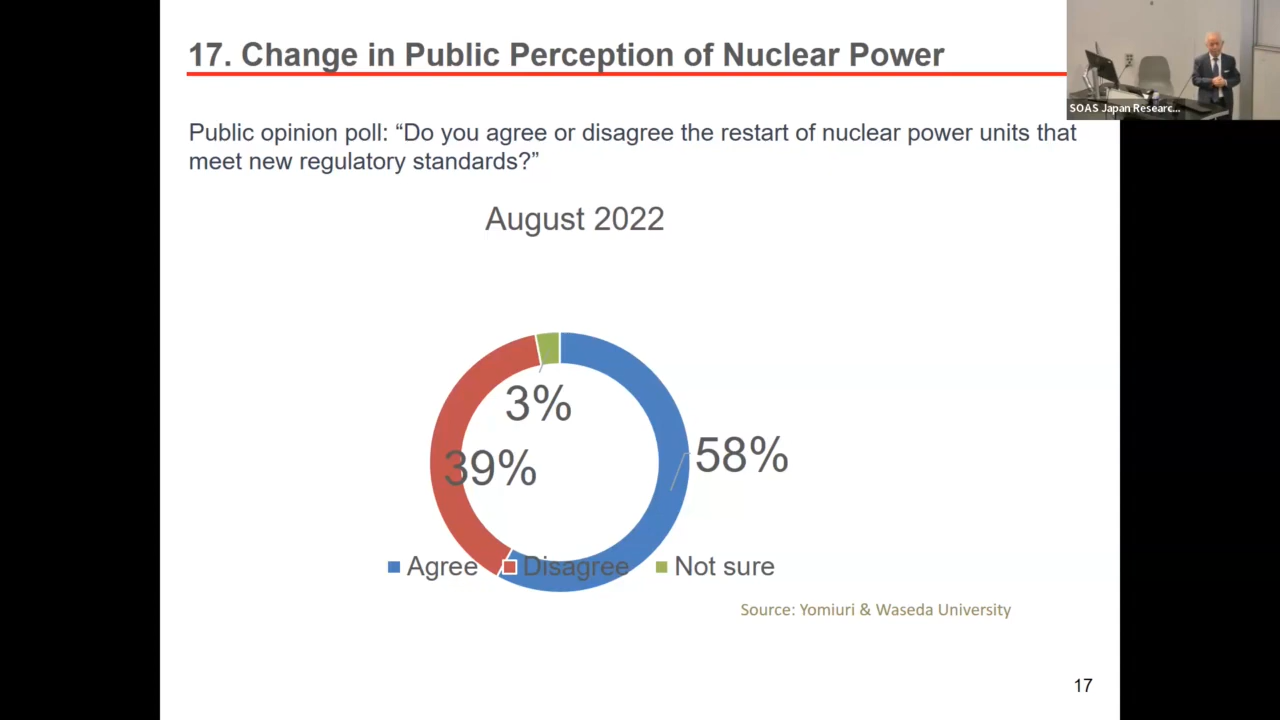 17. Change in Public Perception of Nuclear Power
SOAS Japan Researc...
Public opinion poll: “Do you agree or disagree the restart of nuclear power units that
meet new regulatory standards?”
August 2022
3%
58%
39%
Agree Disagree Not sure
Source: Yomiuri & Waseda University
17